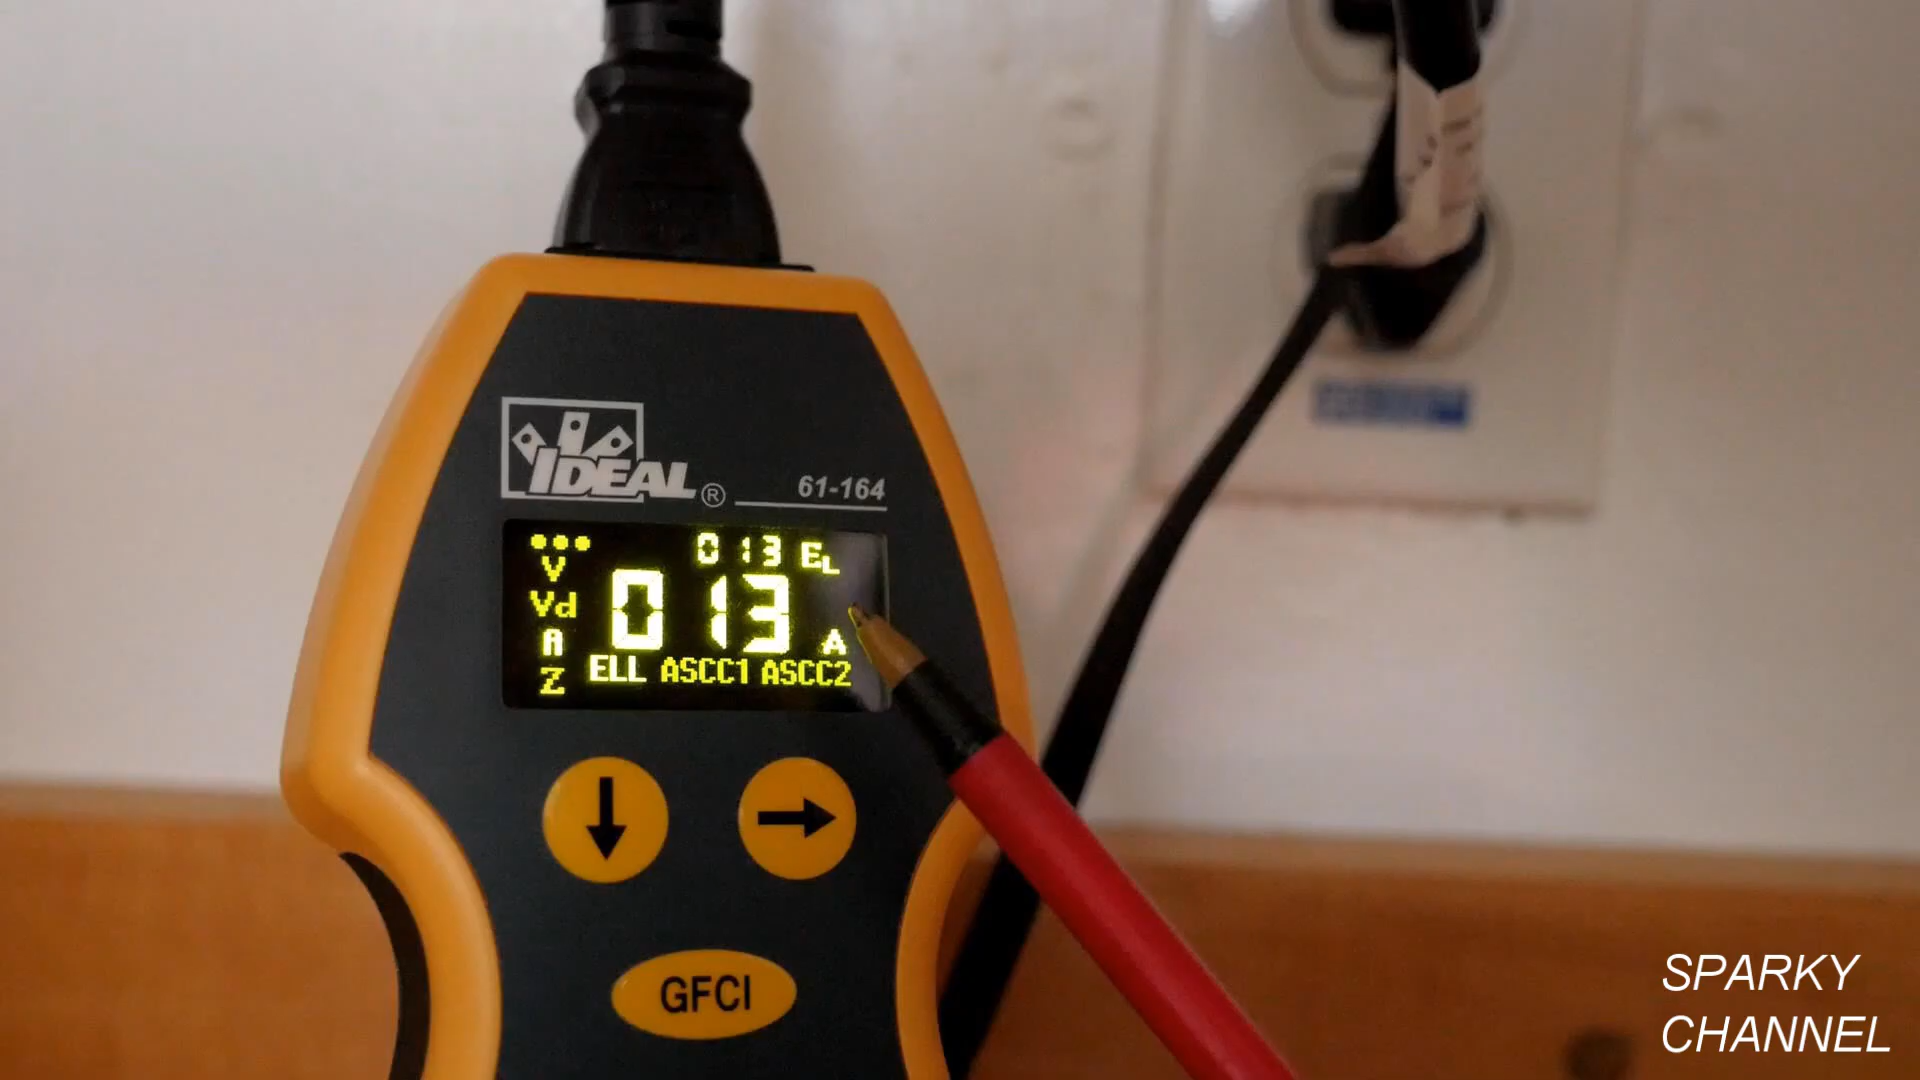 IDEAL®
61-164
013 EL
V
Vd
013
A
A
Z
ELL ASCC1 ASCC2
GFCI
SPARKY
CHANNEL